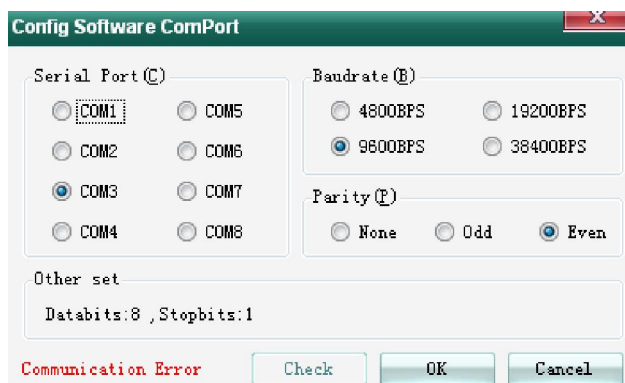 Config Software ComPort
Serial Port(C)
COM1
COM5
COM2
COM6
COM3
COM7
COM4
COM8
Baudrate(B)
4800BPS
19200BPS
9600BPS
38400BPS
Parity(P)
None
Odd
Even
Other set
Databits:8 ,Stopbits:1
Communication Error
Check
OK
Cancel